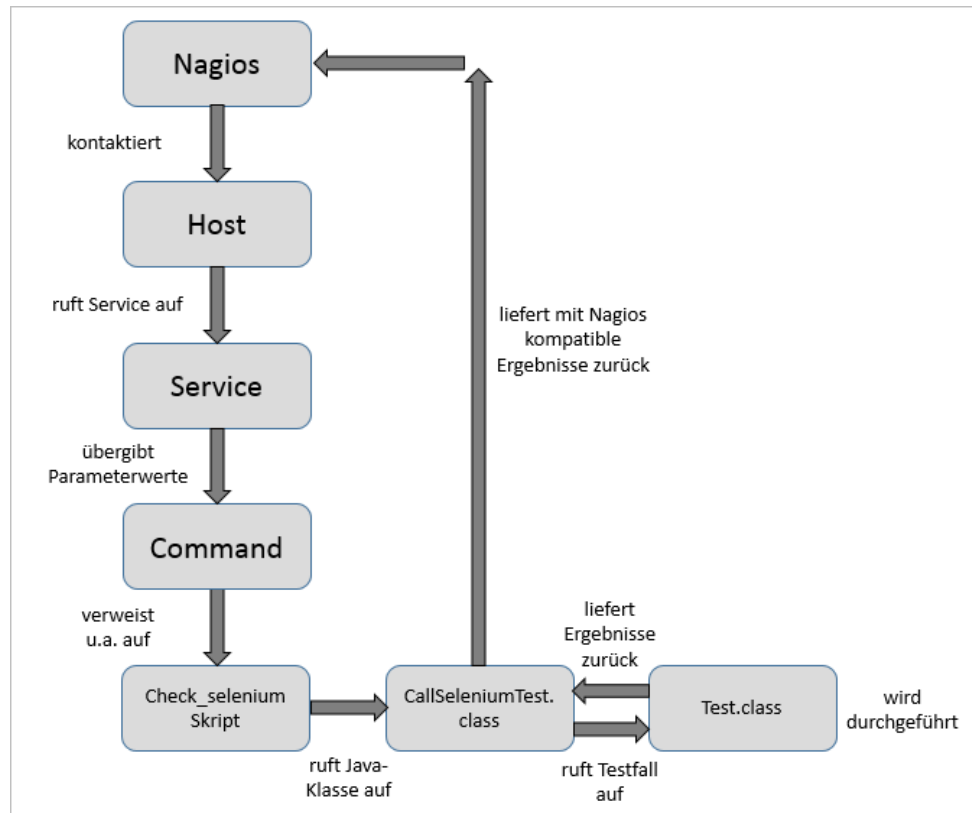 Nagios
kontaktiert
Host
ruft Service auf
Service
übergibt
Parameterwerte
Command
verweist
u.a. auf
Check_selenium
Skript
ruft Java-
Klasse auf
CallSeleniumTest.
class
liefert mit Nagios
kompatible
Ergebnisse zurück
ruft Testfall
auf
liefert
Ergebnisse
zurück
Test.class
wird
durchgeführt